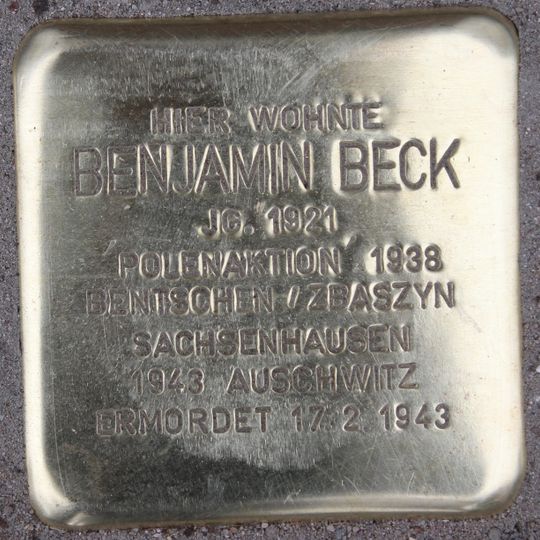 HIER WOHNTE
BENJAMIN BECK
JG. 1921
'POLENAKTION' 1938
BENTSCHEN / ZBASZYN
SACHSENHAUSEN
1943 AUSCHWITZ
ERMORDET 17.2.1943